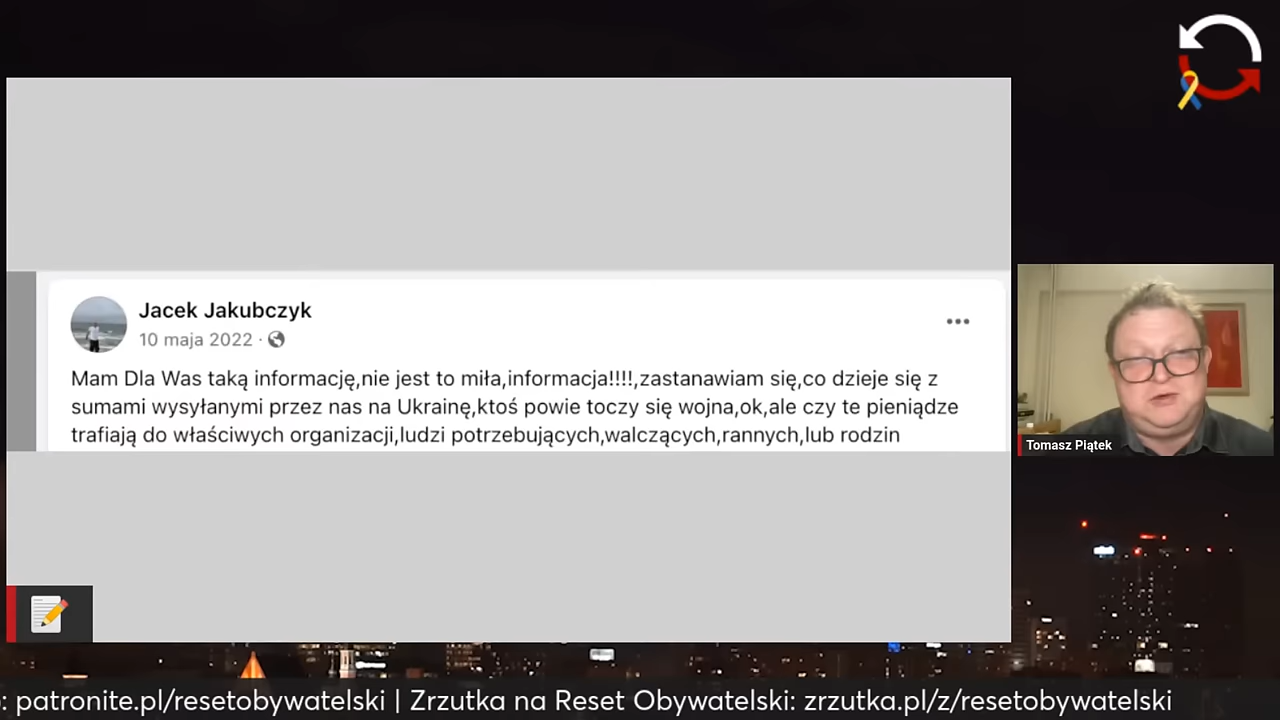 Jacek Jakubczyk
10 maja 2022 ·
Mam Dla Was taką informację,nie jest to miła,informacja!!!!,zastanawiam się,co dzieje się z
sumami wysyłanymi przez nas na Ukrainę,ktoś powie toczy się wojna,ok,ale czy te pieniądze
trafiają do właściwych organizacji,ludzi potrzebujących,walczących,rannych,lub rodzin
Tomasz Piątek
: patronite.pl/resetobywatelski | Zrzutka na Reset Obywatelski: zrzutka.pl/z/resetobywatelski